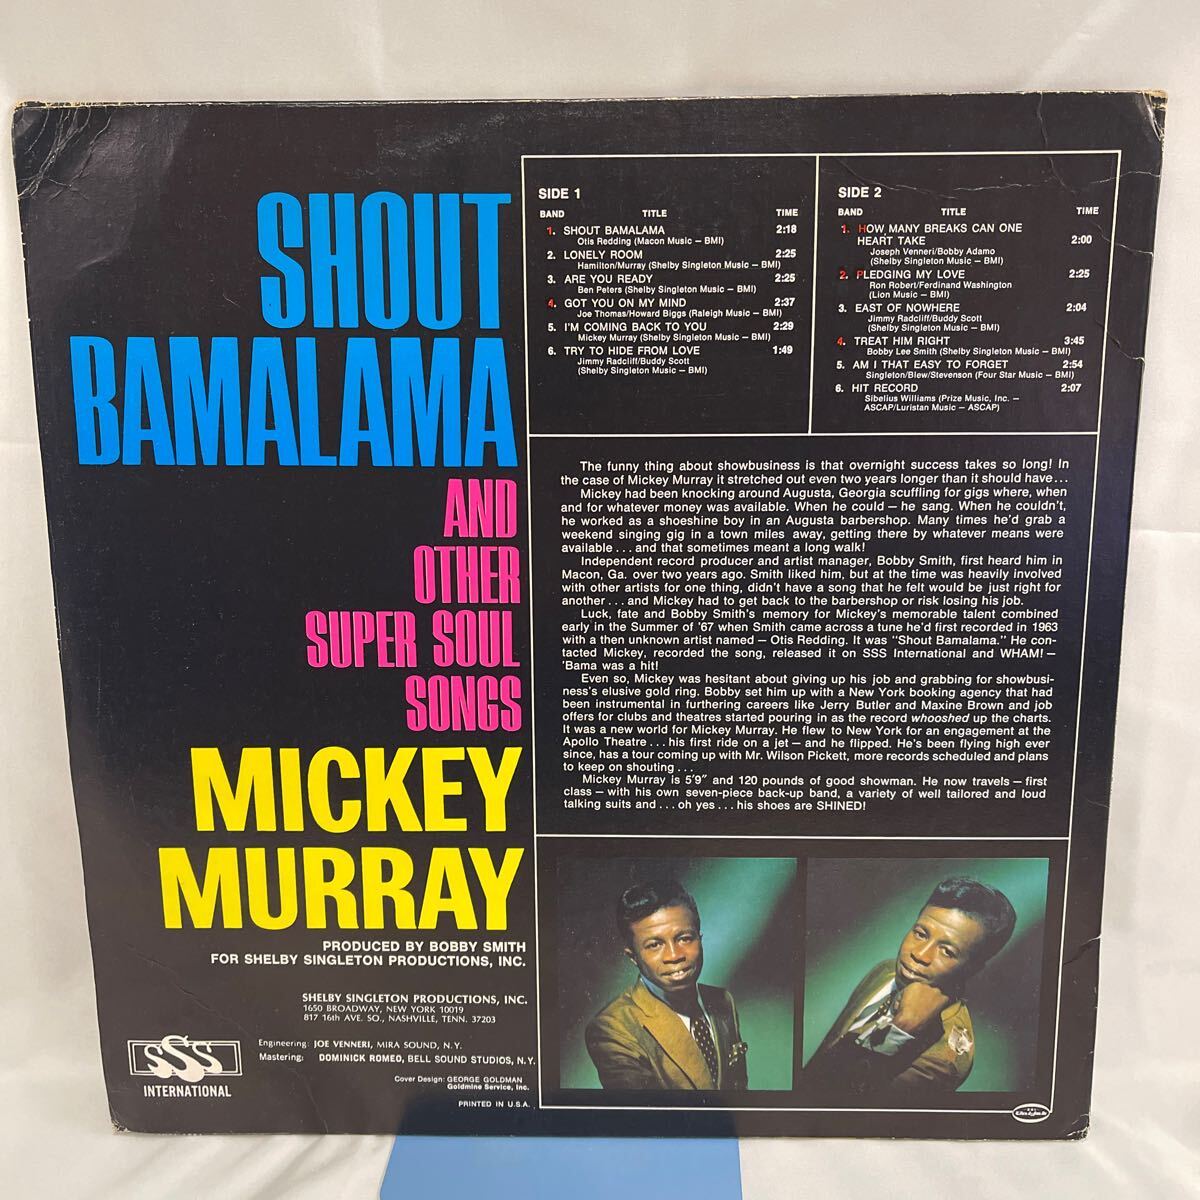 SHOUT
BAMALAMA
AND
OTHER
SUPER SOUL
SONGS
MICKEY
MURRAY
PRODUCED BY BOBBY SMITH
FOR SHELBY SINGLETON PRODUCTIONS, INC.
SHELBY SINGLETON PRODUCTIONS, INC.
1650 BROADWAY, NEW YORK 10019
817 16th AVE. SO., NASHVILLE, TENN. 37203
SSS
INTERNATIONAL
Engineering: JOE VENNERI, MIRA SOUND, N.Y.
Mastering: DOMINICK ROMEO, BELL SOUND STUDIOS, N.Y.
Cover Design: GEORGE GOLDMAN
Goldmine Service, Inc.
PRINTED IN U.S.A.
SIDE 1
BAND TITLE TIME
1. SHOUT BAMALAMA 2:18
Otis Redding (Macon Music – BMI)
2. LONELY ROOM 2:25
Hamilton/Murray (Shelby Singleton Music – BMI)
3. ARE YOU READY 2:25
Ben Peters (Shelby Singleton Music – BMI)
4. GOT YOU ON MY MIND 2:37
Joe Thomas/Howard Biggs (Raleigh Music – BMI)
5. I'M COMING BACK TO YOU 2:29
Mickey Murray (Shelby Singleton Music – BMI)
6. TRY TO HIDE FROM LOVE 1:49
Jimmy Radcliff/Buddy Scott
(Shelby Singleton Music – BMI)
SIDE 2
BAND TITLE TIME
1. HOW MANY BREAKS CAN ONE
HEART TAKE 2:00
Joseph Venneri/Bobby Adamo
(Shelby Singleton Music – BMI)
2. PLEDGING MY LOVE 2:25
Ron Robert/Ferdinand Washington
(Lion Music – BMI)
3. EAST OF NOWHERE 2:04
Jimmy Radcliff/Buddy Scott
(Shelby Singleton Music – BMI)
4. TREAT HIM RIGHT 3:45
Bobby Lee Smith (Shelby Singleton Music – BMI)
5. AM I THAT EASY TO FORGET 2:54
Singleton/Blew/Stevenson (Four Star Music – BMI)
6. HIT RECORD 2:07
Sibelius Williams (Prize Music, Inc. –
ASCAP/Luristan Music – ASCAP)
The funny thing about showbusiness is that overnight success takes so long! In
the case of Mickey Murray it stretched out even two years longer than it should have...
Mickey had been knocking around Augusta, Georgia scuffling for gigs where, when
and for whatever money was available. When he could – he sang. When he couldn't,
he worked as a shoeshine boy in an Augusta barbershop. Many times he'd grab a
weekend singing gig in a town miles away, getting there by whatever means were
available ... and that sometimes meant a long walk!
Independent record producer and artist manager, Bobby Smith, first heard him in
Macon, Ga. over two years ago. Smith liked him, but at the time was heavily involved
with other artists for one thing, didn't have a song that he felt would be just right for
another ... and Mickey had to get back to the barbershop or risk losing his job.
Luck, fate and Bobby Smith's memory for Mickey's memorable talent combined
early in the Summer of '67 when Smith came across a tune he'd first recorded in 1963
with a then unknown artist named – Otis Redding. It was "Shout Bamalama." He con-
tacted Mickey, recorded the song, released it on SSS International and WHAM! –
'Bama was a hit!
Even so, Mickey was hesitant about giving up his job and grabbing for showbusi-
ness's elusive gold ring. Bobby set him up with a New York booking agency that had
been instrumental in furthering careers like Jerry Butler and Maxine Brown and job
offers for clubs and theatres started pouring in as the record whooshed up the charts.
It was a new world for Mickey Murray. He flew to New York for an engagement at the
Apollo Theatre ... his first ride on a jet – and he flipped. He's been flying high ever
since, has a tour coming up with Mr. Wilson Pickett, more records scheduled and plans
to keep on shouting ...
Mickey Murray is 5'9" and 120 pounds of good showman. He now travels – first
class – with his own seven-piece back-up band, a variety of well tailored and loud
talking suits and ... oh yes ... his shoes are SHINED!